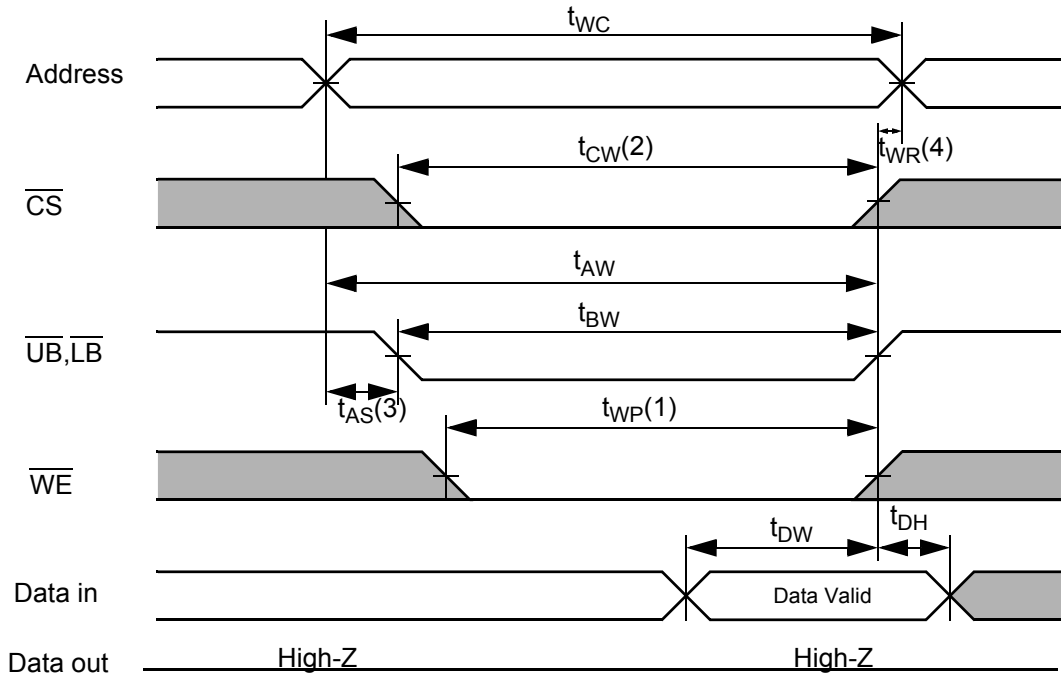 tWC
Address
tCW(2)
tWR(4)
CS
tAW
tBW
UB,LB
tAS(3)
tWP(1)
WE
tDW
tDH
Data in
Data Valid
Data out
High-Z
High-Z